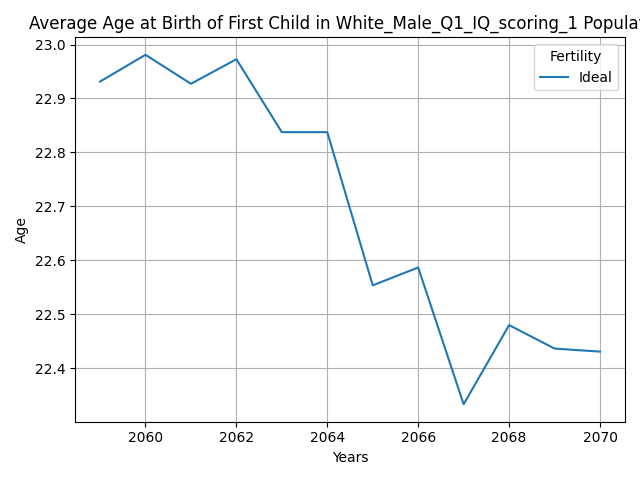 Average Age at Birth of First Child in White_Male_Q1_IQ_scoring_1
23.0
22.9
22.8
22.7
22.6
22.5
22.4
Age
Fertility
Ideal
2060 2062 2064 2066 2068 2070
Years